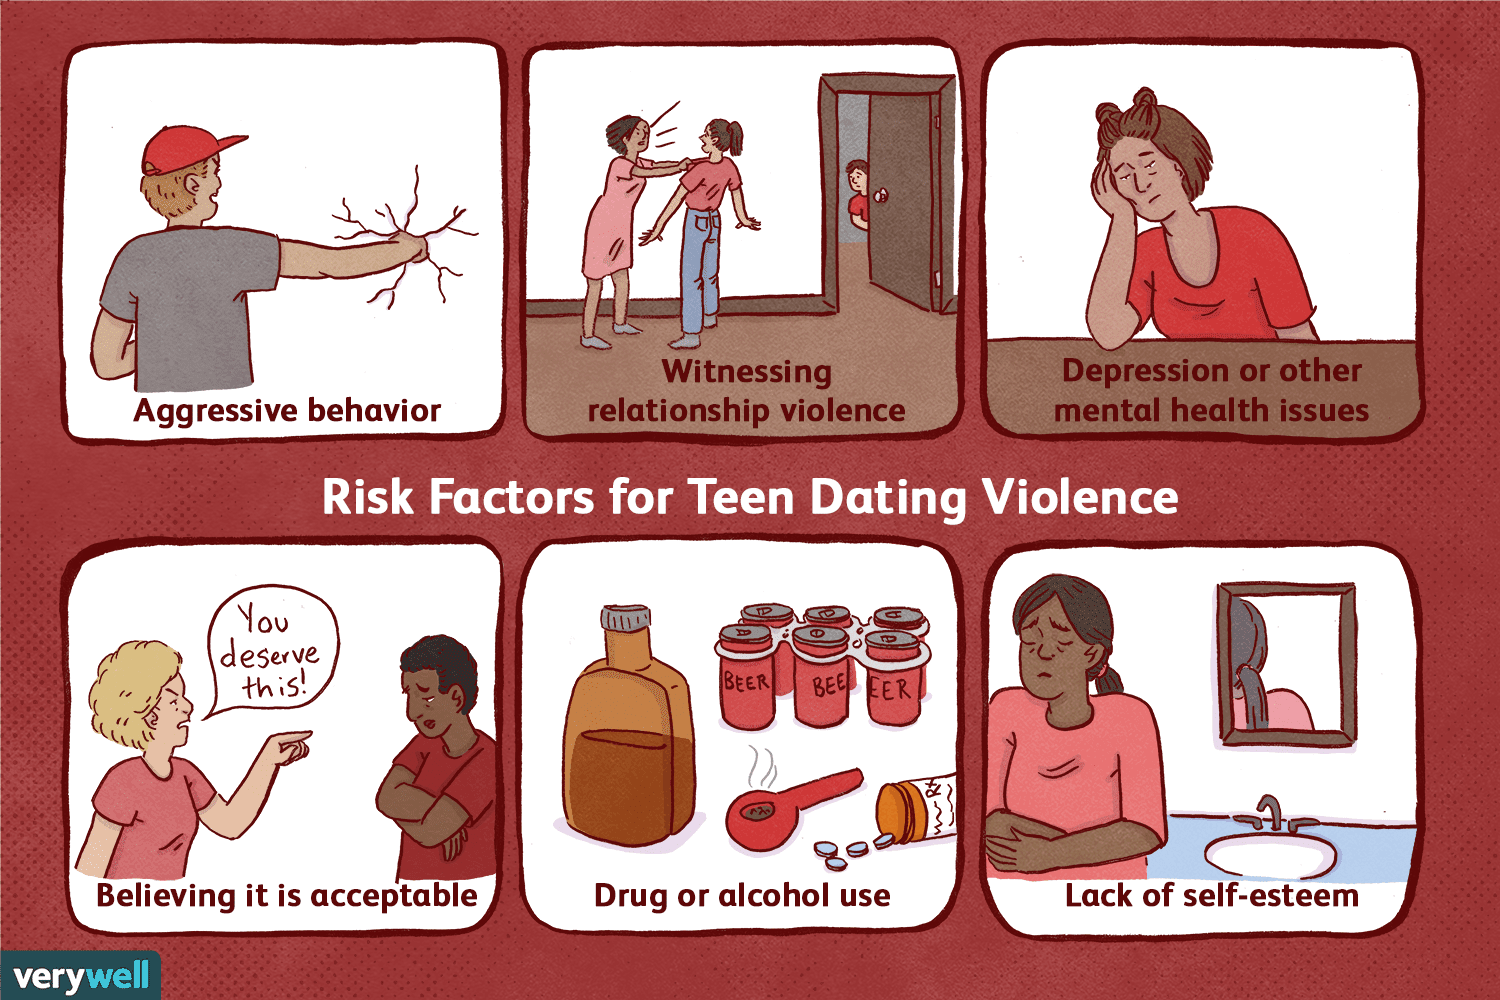 Aggressive behavior
Witnessing
relationship violence
Depression or other
mental health issues
Risk Factors for Teen Dating Violence
You
deserve
this!
Believing it is acceptable
BEER
BEE
EER
Rx
Drug or alcohol use
Lack of self-esteem
verywell